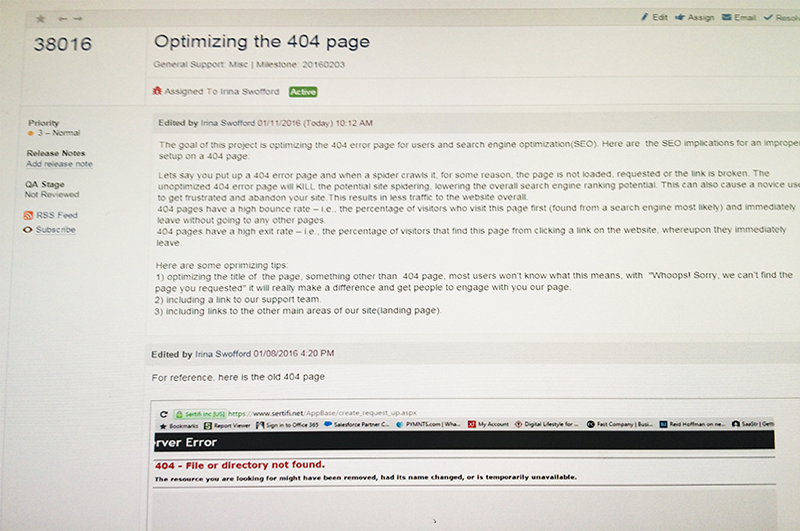 Edit Assign Email Resol
38016 Optimizing the 404 page
General Support: Misc | Milestone: 20160203
Assigned To Irina Swofford Active
Priority
3 – Normal
Release Notes
Add release note
QA Stage
Not Reviewed
RSS Feed
Subscribe
Edited by Irina Swofford 01/11/2016 (Today) 10:12 AM
The goal of this project is optimizing the 404 error page for users and search engine optimization(SEO). Here are the SEO implications for an imprope
setup on a 404 page:
Lets say you put up a 404 error page and when a spider crawls it, for some reason, the page is not loaded, requested or the link is broken. The
unoptimized 404 error page will KILL the potential site spidering, lowering the overall search engine ranking potential. This can also cause a novice use
to get frustrated and abandon your site.This results in less traffic to the website overall.
404 pages have a high bounce rate – i.e., the percentage of visitors who visit this page first (found from a search engine most likely) and immediately
leave without going to any other pages.
404 pages have a high exit rate – i.e., the percentage of visitors that find this page from clicking a link on the website, whereupon they immediately
leave.
Here are some oprimizing tips:
1) optimizing the title of the page, something other than 404 page, most users won't know what this means, with "Whoops! Sorry, we can't find the
page you requested" it will really make a difference and get people to engage with you our page.
2) including a link to our support team.
3) including links to the other main areas of our site(landing page).
Edited by Irina Swofford 01/08/2016 4:20 PM
For reference, here is the old 404 page
Sertifi Inc [US] https://www.sertifi.net/AppBase/create_request_up.aspx
Bookmarks Report Viewer Sign in to Office 365 Salesforce Partner C... PYMNTS.com | Wha... My Account Digital Lifestyle for ... Fast Company | Busi... Reid Hoffman on ne... SaaStr | Gett
rver Error
404 - File or directory not found.
The resource you are looking for might have been removed, had its name changed, or is temporarily unavailable.